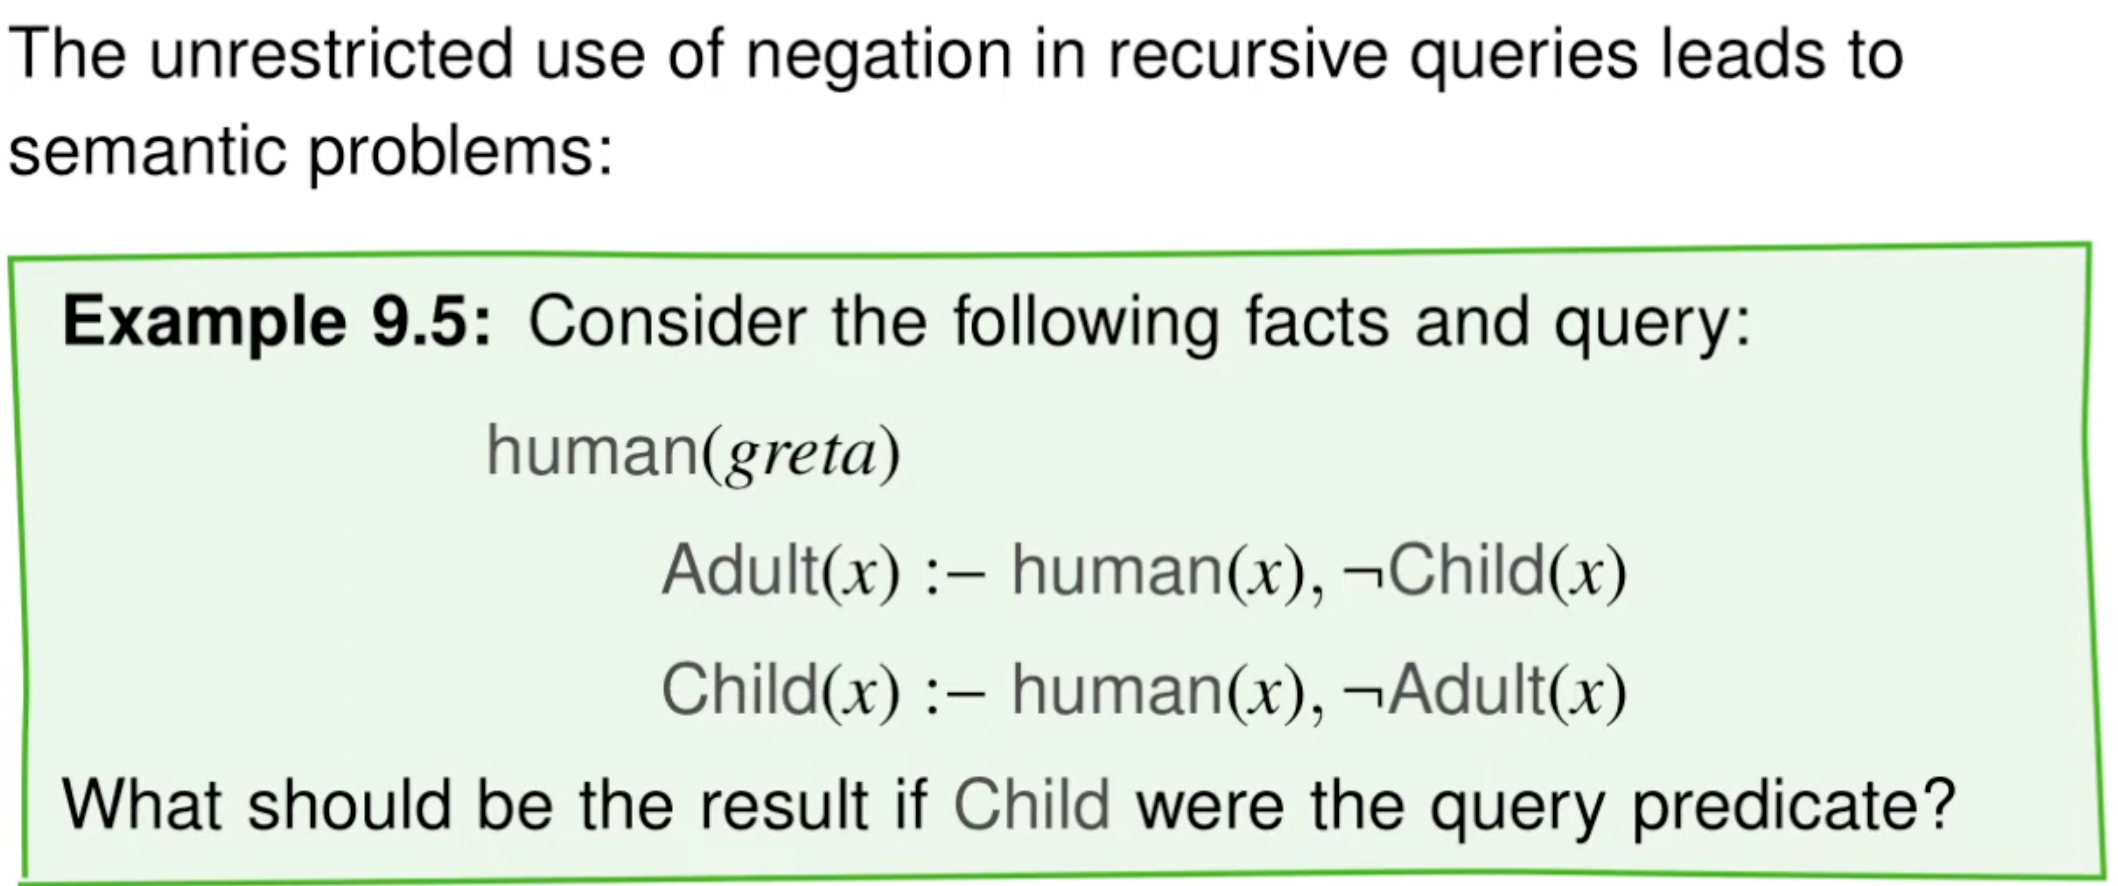 The unrestricted use of negation in recursive queries leads to
semantic problems:
Example 9.5: Consider the following facts and query:
human(greta)
Adult(x) :– human(x), ¬Child(x)
Child(x) :– human(x), ¬Adult(x)
What should be the result if Child were the query predicate?